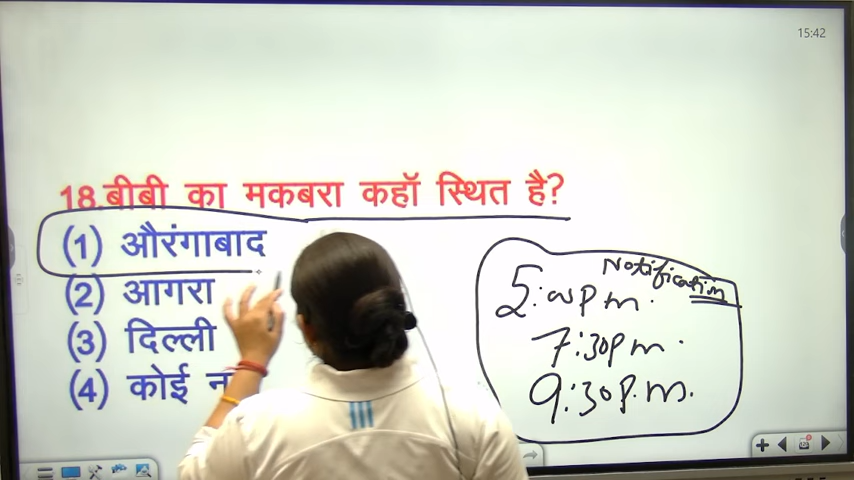 15:42
18.बीबी का मकबरा कहॉ स्थित है?
(1) औरंगाबाद
(2) आगरा
(3) दिल्ली
(4) कोई न
Notification
5:00 p m.
7:30 p m.
9:30 p.m.